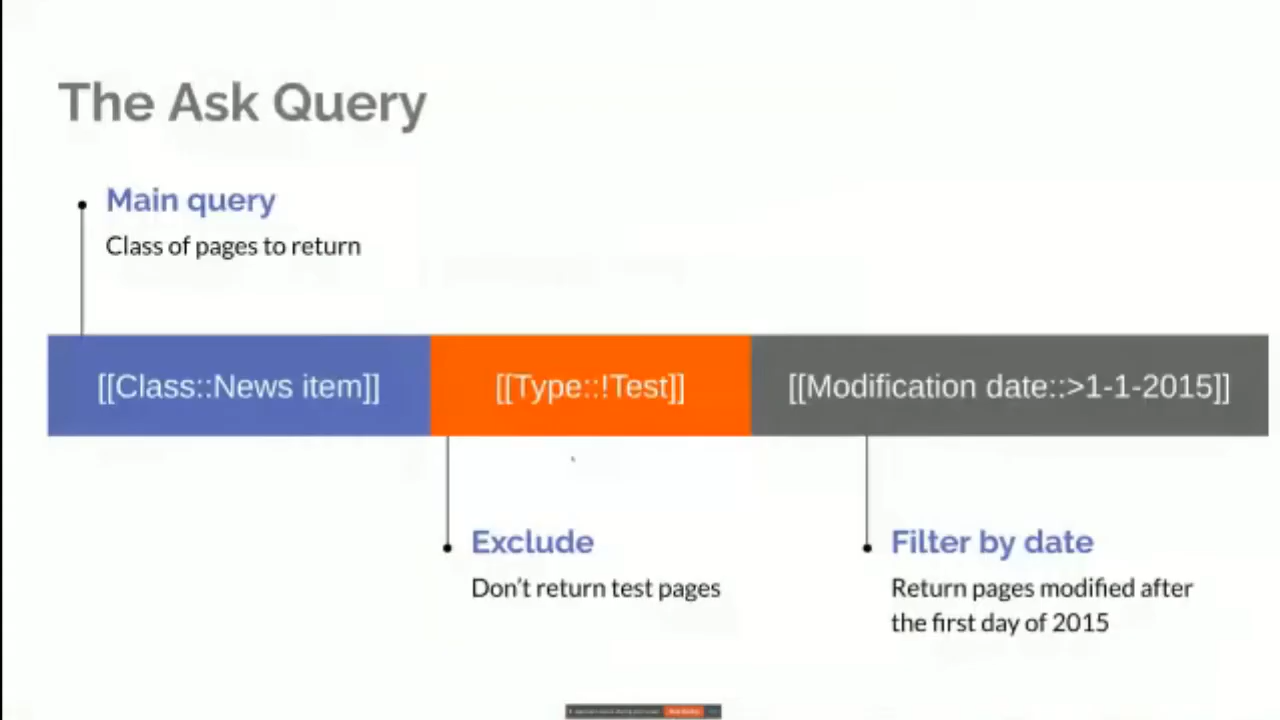 The Ask Query
Main query
Class of pages to return
[[Class::News item]] [[Type::!Test]] [[Modification date::>1-1-2015]]
Exclude
Don't return test pages
Filter by date
Return pages modified after
the first day of 2015